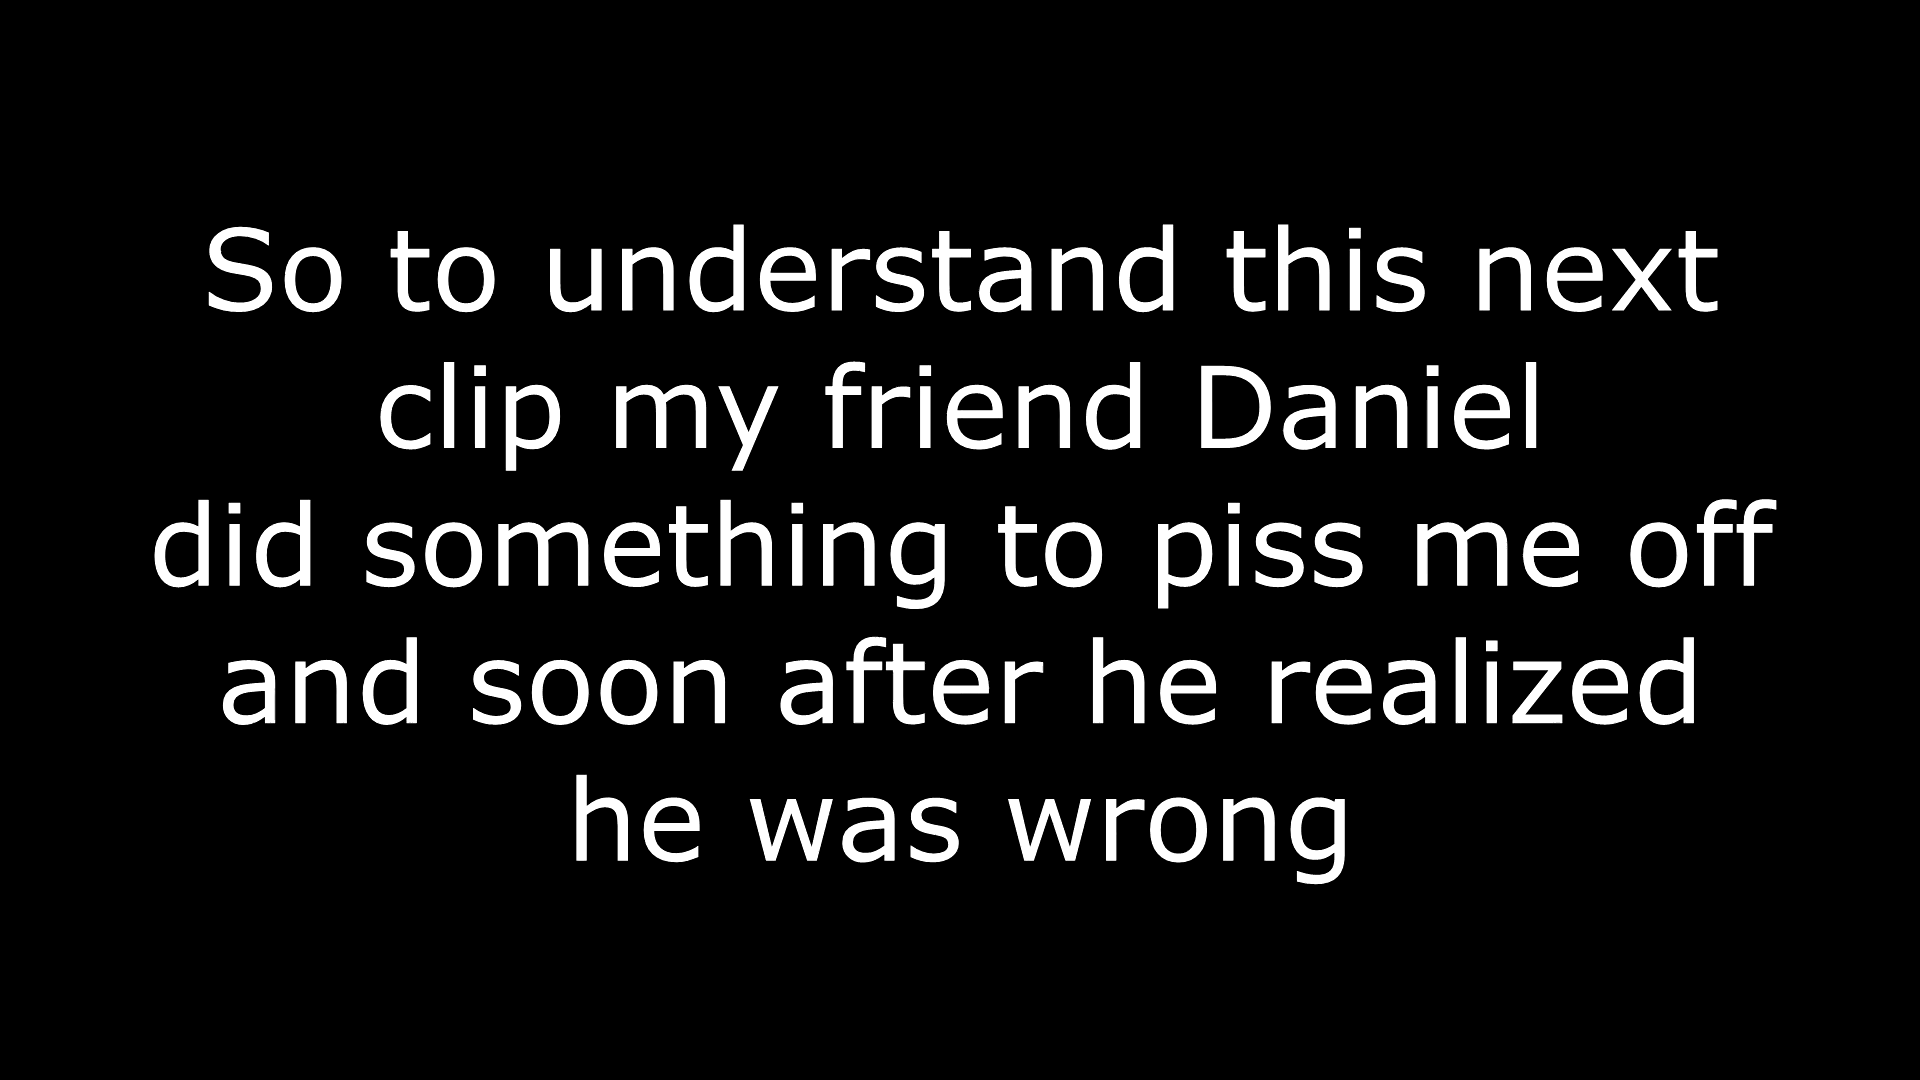 So to understand this next
clip my friend Daniel
did something to piss me off
and soon after he realized
he was wrong